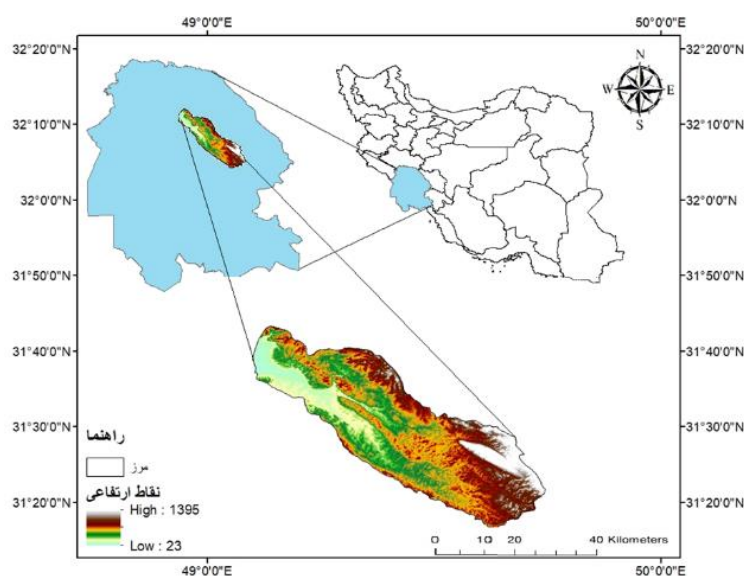 49°0'0"E 50°0'0"E
32°20'0"N 32°20'0"N
32°10'0"N 32°10'0"N
32°0'0"N 32°0'0"N
31°50'0"N 31°50'0"N
31°40'0"N 31°40'0"N
31°30'0"N 31°30'0"N
31°20'0"N 31°20'0"N
N
W E
S
راهنما
مرز
نقاط ارتفاعی
High : 1395
Low : 23
0 10 20 40 Kilometers
49°0'0"E 50°0'0"E